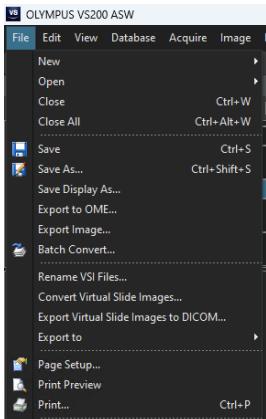 VS OLYMPUS VS200 ASW
File Edit View Database Acquire Image
New
Open
Close Ctrl+W
Close All Ctrl+Alt+W
Save Ctrl+S
Save As... Ctrl+Shift+S
Save Display As...
Export to OME...
Export Image...
Batch Convert...
Rename VSI Files...
Convert Virtual Slide Images...
Export Virtual Slide Images to DICOM...
Export to
Page Setup...
Print Preview
Print... Ctrl+P